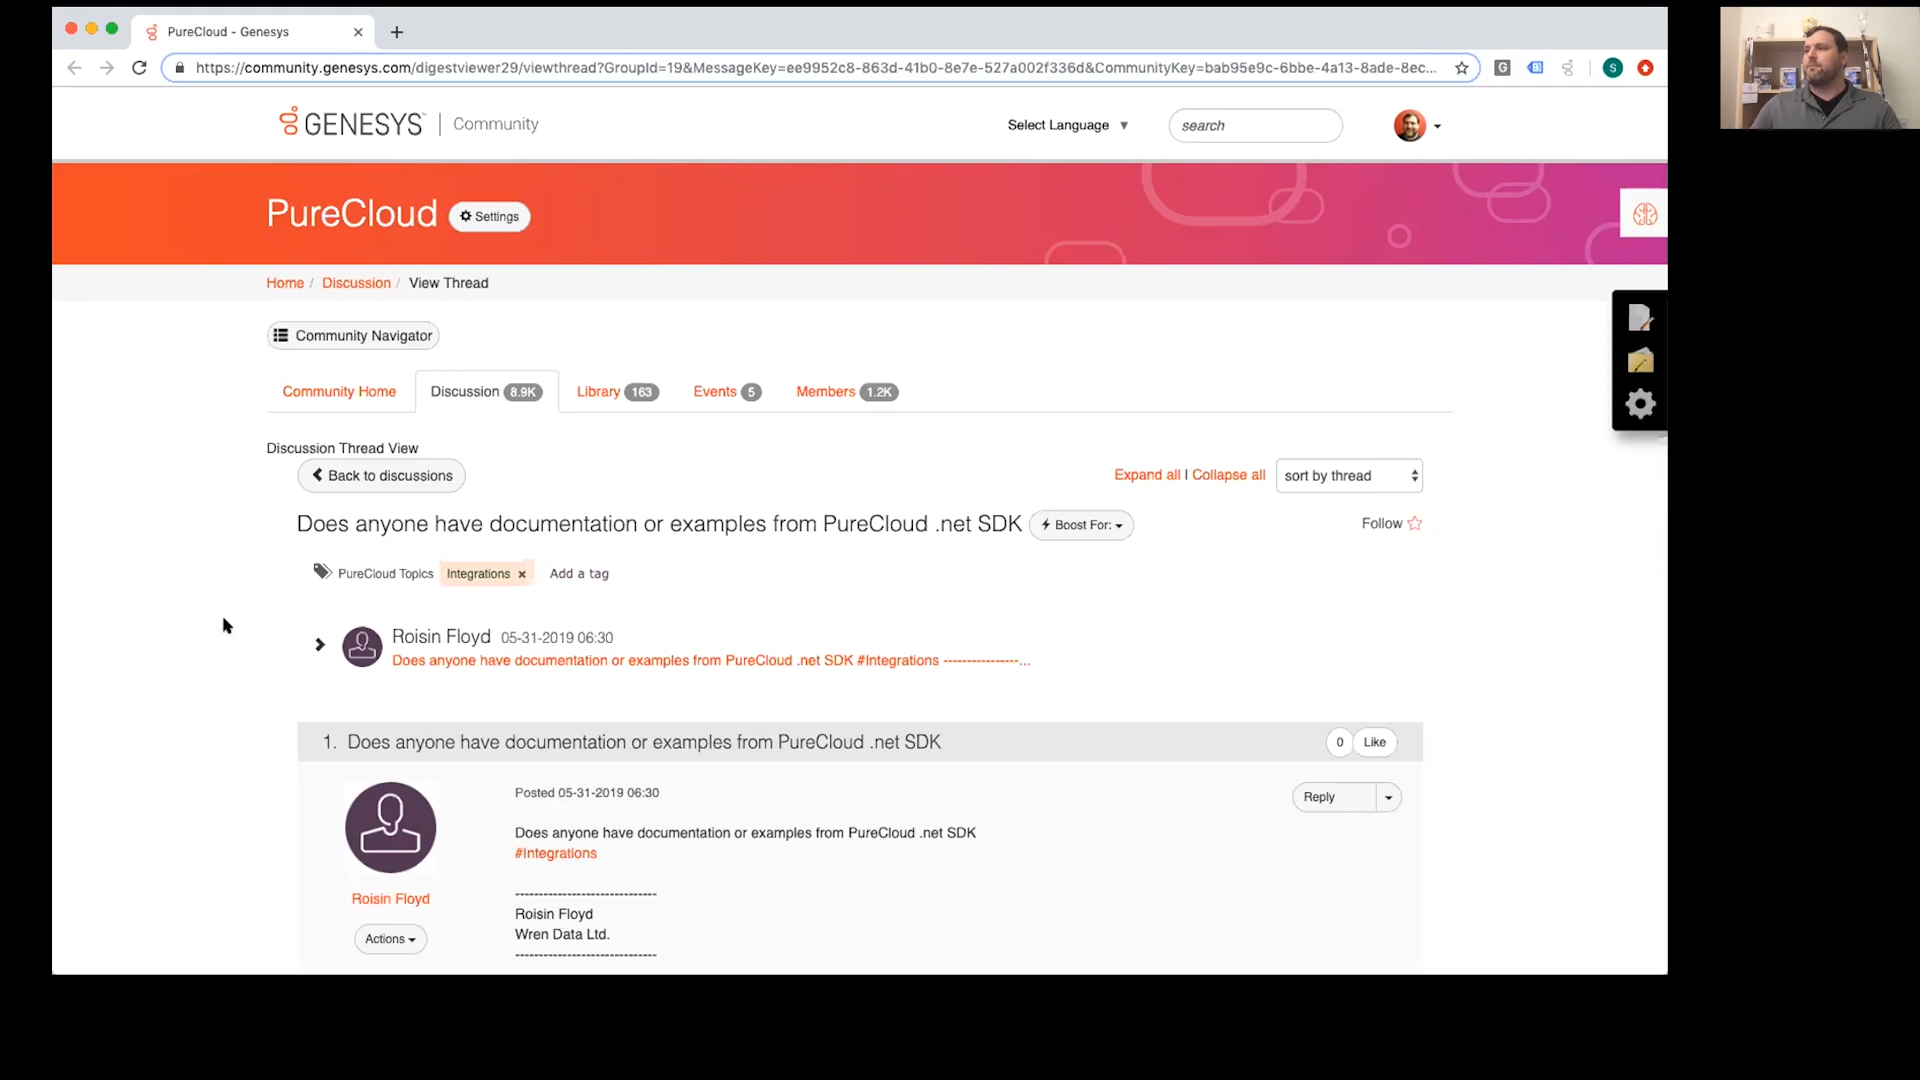 PureCloud - Genesys
https://community.genesys.com/digestviewer29/viewthread?GroupId=19&MessageKey=ee9952c8-863d-41b0-8e7e-527a002f336d&CommunityKey=bab95e9c-6bbe-4a13-8ade-8ec...
G
S
GENESYS™ | Community
Select Language ▼
search
PureCloud
Settings
Home / Discussion / View Thread
Community Navigator
Community Home
Discussion 8.9K
Library 163
Events 5
Members 1.2K
Discussion Thread View
Back to discussions
Expand all | Collapse all
sort by thread
Does anyone have documentation or examples from PureCloud .net SDK
Boost For:
Follow
PureCloud Topics
Integrations ×
Add a tag
Roisin Floyd 05-31-2019 06:30
Does anyone have documentation or examples from PureCloud .net SDK #Integrations ----------------...
1. Does anyone have documentation or examples from PureCloud .net SDK
0 Like
Posted 05-31-2019 06:30
Reply
Does anyone have documentation or examples from PureCloud .net SDK
#Integrations
------------------------------
Roisin Floyd
Wren Data Ltd.
------------------------------
Roisin Floyd
Actions